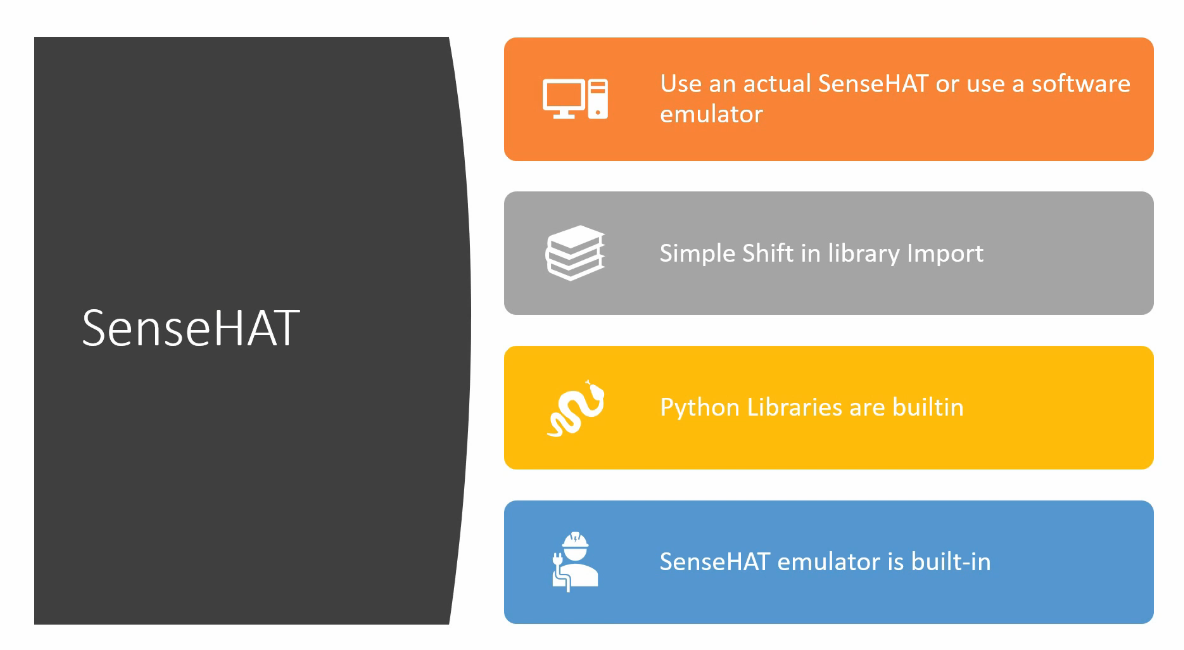 SenseHAT
Use an actual SenseHAT or use a software
emulator
Simple Shift in library Import
Python Libraries are builtin
SenseHAT emulator is built-in